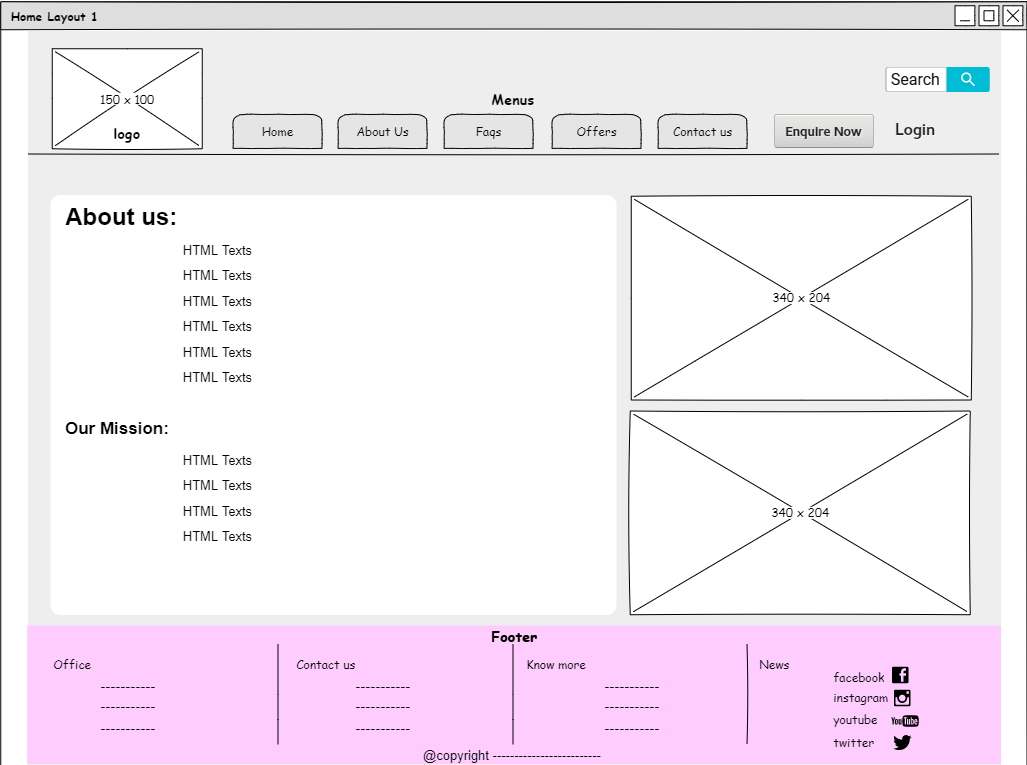 Home Layout 1
150 x 100
logo
Search
Menus
Home About Us Faqs Offers Contact us Enquire Now Login
About us:
HTML Texts
HTML Texts
HTML Texts
HTML Texts
HTML Texts
HTML Texts
Our Mission:
HTML Texts
HTML Texts
HTML Texts
HTML Texts
340 x 204
340 x 204
Footer
Office
-----------
-----------
-----------
Contact us
-----------
-----------
-----------
Know more
-----------
-----------
-----------
News
facebook
instagram
youtube YouTube
twitter
@copyright -------------------------